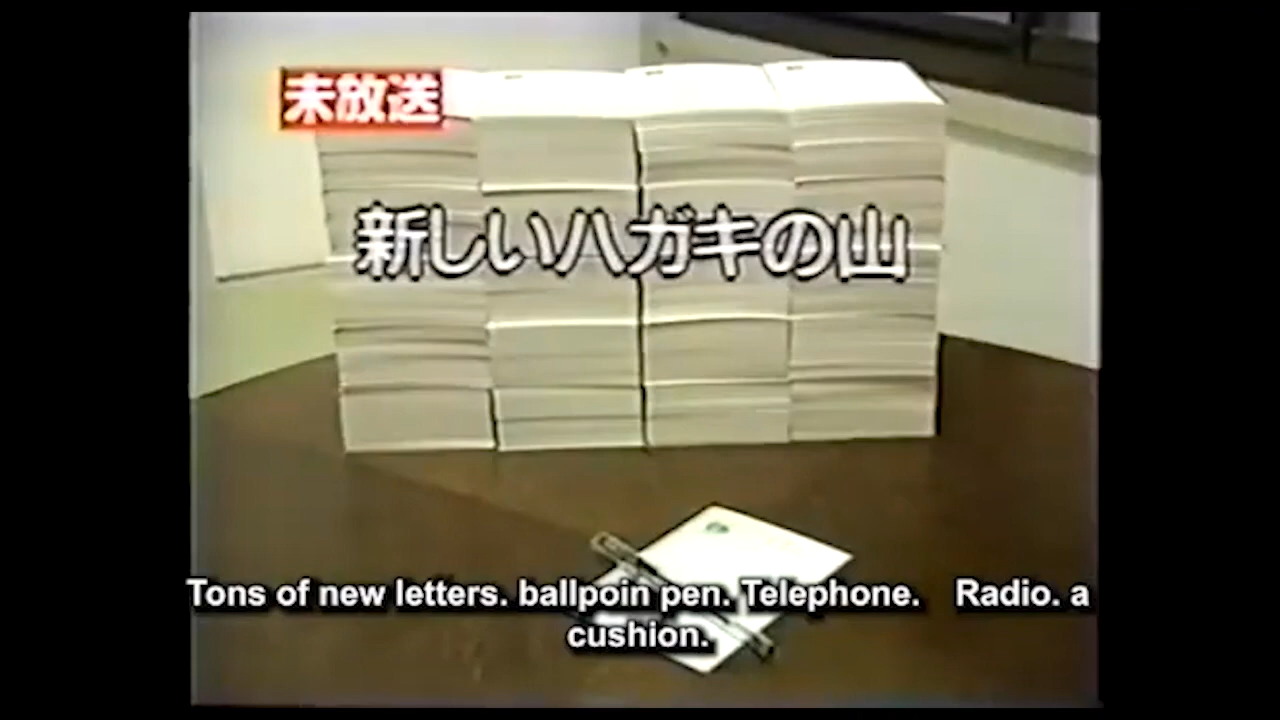 未放送
新しいハガキの山
Tons of new letters. ballpoin pen. Telephone. Radio. a
cushion.